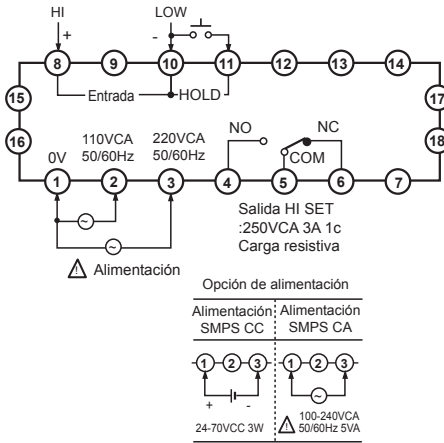 HI
LOW
+
-
8
9
10
11
12
13
14
Entrada
HOLD
15
17
16
18
0V
110VCA
50/60Hz
220VCA
50/60Hz
NO
NC
COM
1
2
3
4
5
6
7
~
~
Alimentación
Salida HI SET
:250VCA 3A 1c
Carga resistiva
Opción de alimentación
Alimentación
SMPS CC
Alimentación
SMPS CA
1
2
3
1
2
3
+
-
~
24-70VCC 3W
100-240VCA
50/60Hz 5VA